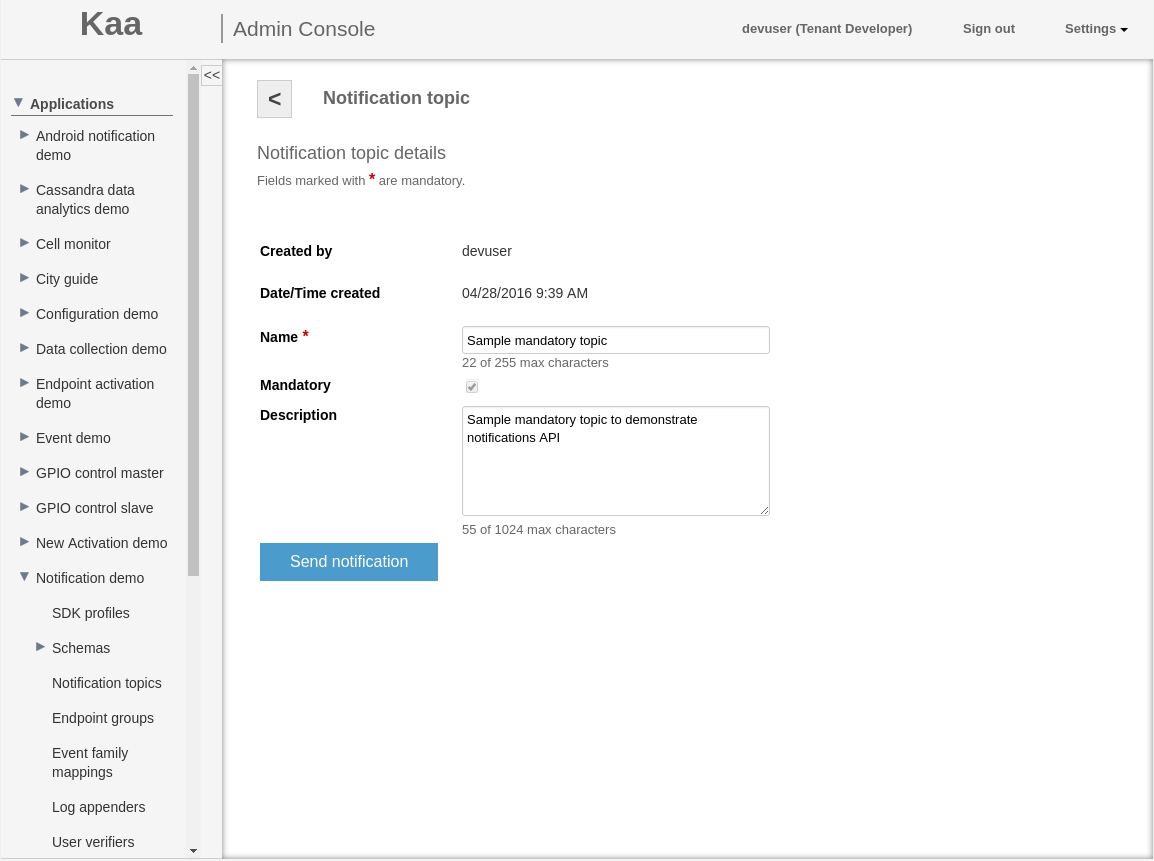 Kaa
Admin Console
devuser (Tenant Developer)
Sign out
Settings
<<
Applications
Android notification
demo
Cassandra data
analytics demo
Cell monitor
City guide
Configuration demo
Data collection demo
Endpoint activation
demo
Event demo
GPIO control master
GPIO control slave
New Activation demo
Notification demo
SDK profiles
Schemas
Notification topics
Endpoint groups
Event family
mappings
Log appenders
User verifiers
<
Notification topic
Notification topic details
Fields marked with * are mandatory.
Created by
devuser
Date/Time created
04/28/2016 9:39 AM
Name *
Sample mandatory topic
22 of 255 max characters
Mandatory
Description
Sample mandatory topic to demonstrate
notifications API
55 of 1024 max characters
Send notification